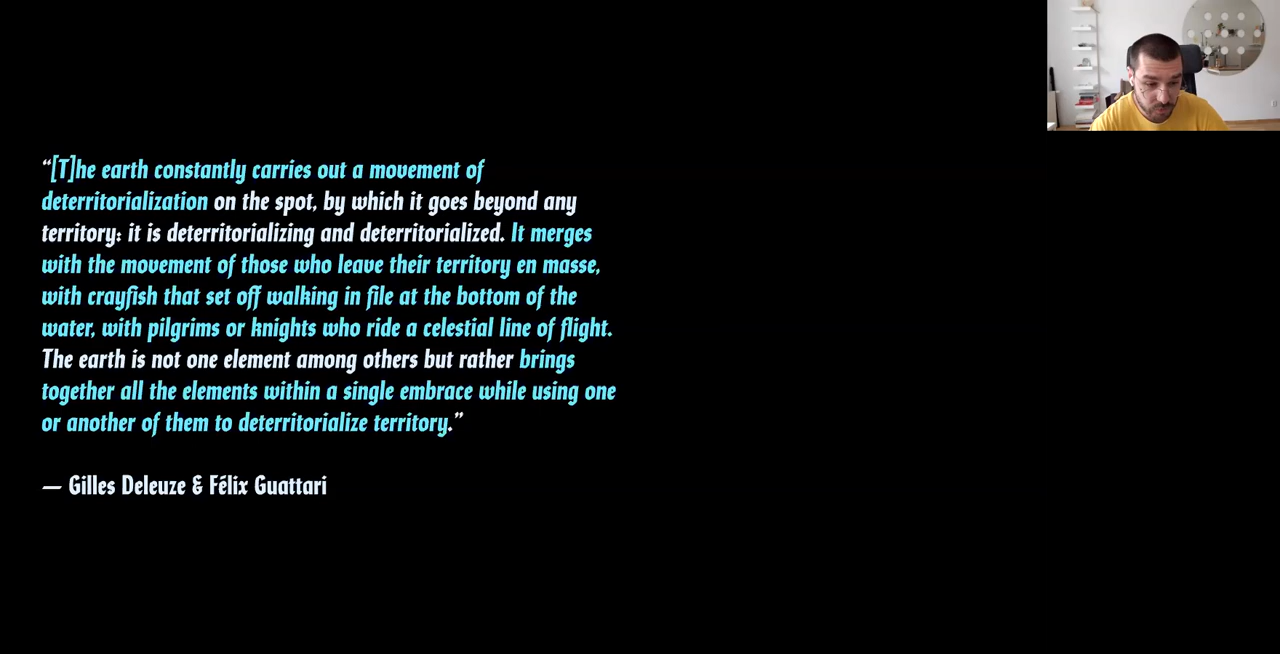 “[T]he earth constantly carries out a movement of
deterritorialization on the spot, by which it goes beyond any
territory: it is deterritorializing and deterritorialized. It merges
with the movement of those who leave their territory en masse,
with crayfish that set off walking in file at the bottom of the
water, with pilgrims or knights who ride a celestial line of flight.
The earth is not one element among others but rather brings
together all the elements within a single embrace while using one
or another of them to deterritorialize territory.”
— Gilles Deleuze & Félix Guattari